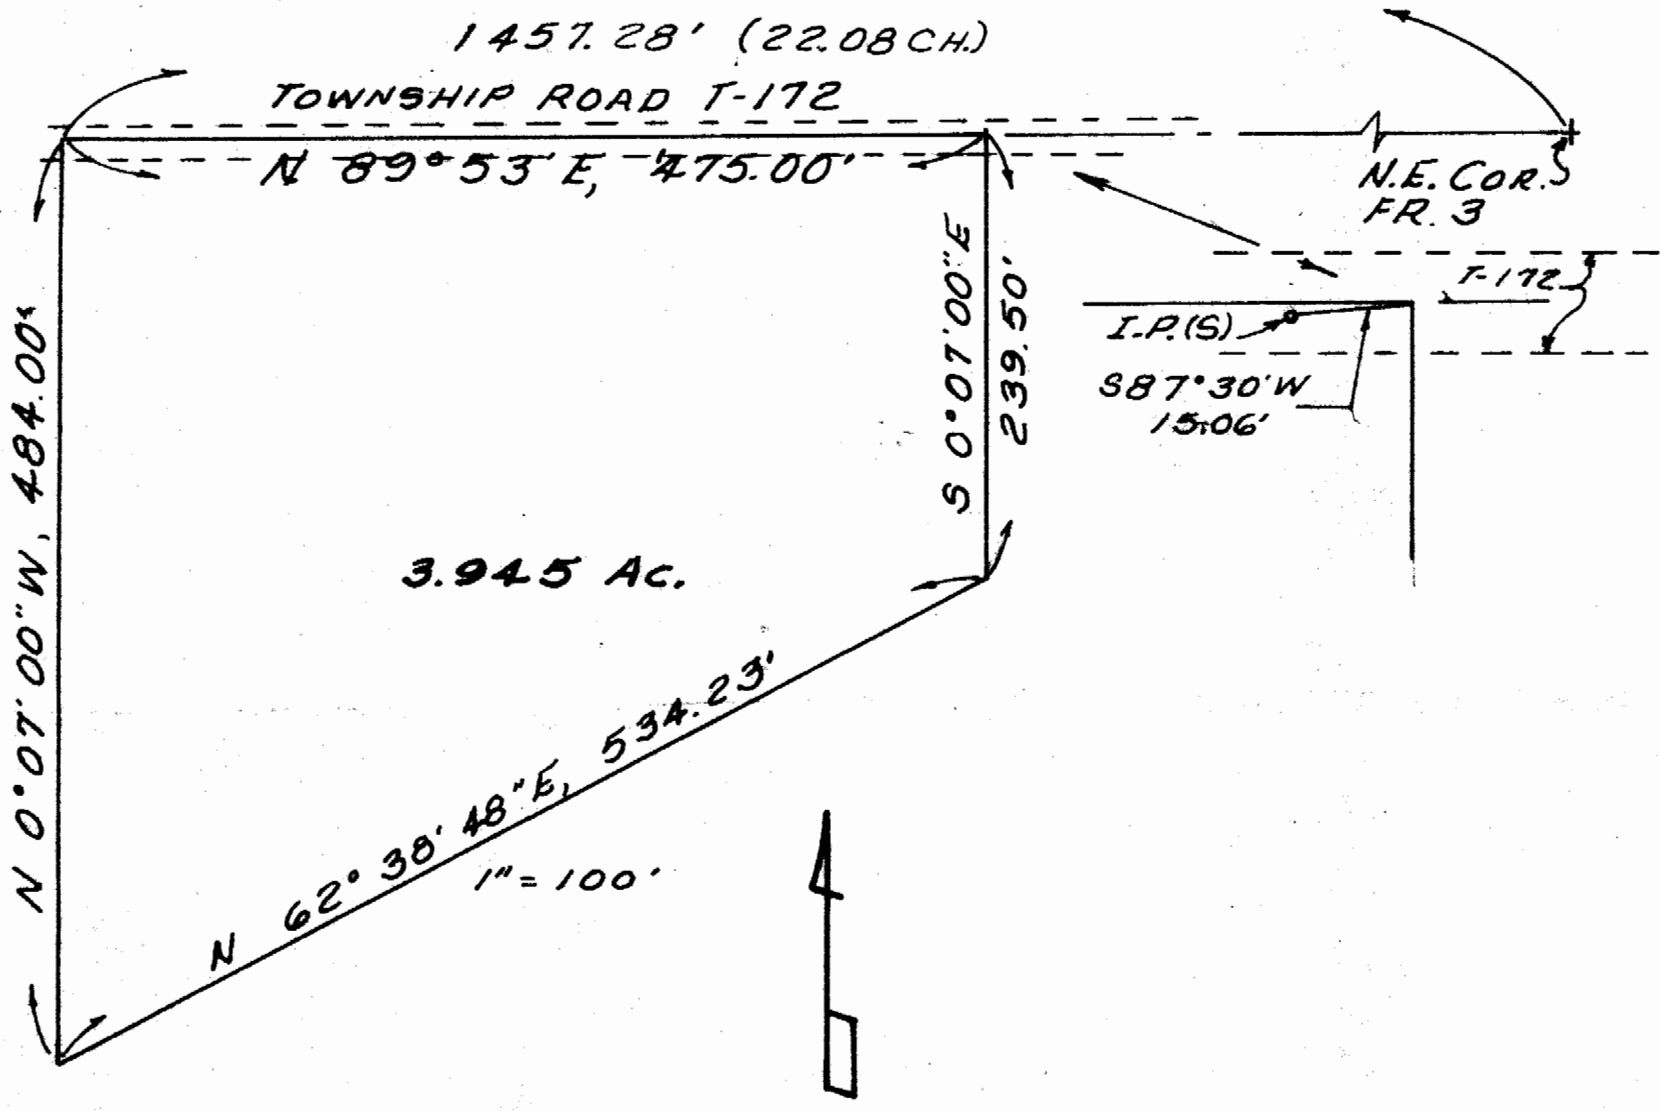 1457.28' (22.08 CH.)
TOWNSHIP ROAD T-172
N 89°53' E, 475.00'
N.E. COR.
FR. 3
T-172
I.P.(S)
S87°30'W
15.06'
S 0°07'00"E
239.50'
N 0°07'00"W, 484.00'
3.945 Ac.
N 62°38'48"E, 534.23'
1"=100'